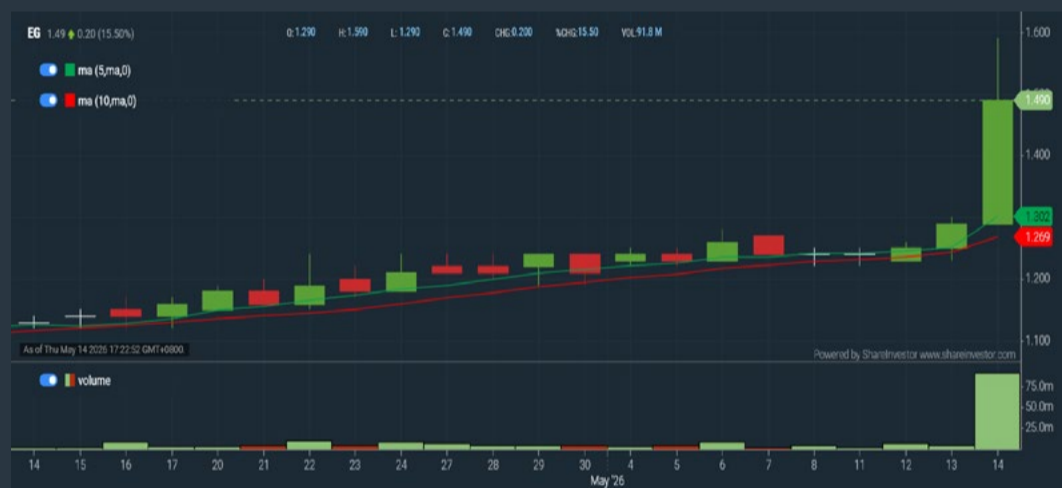 EG 1.49 0.20 (15.50%) O: 1.290 H: 1.590 L: 1.290 C: 1.490 CHG:0.200 %CHG:15.50 VOL:91.8 M
ma (5,ma,0)
ma (10,ma,0)
1.600
1.490
1.400
1.302
1.269
1.200
1.100
As of Thu May 14 2026 17:22:52 GMT+0800.
Powered by ShareInvestor www.shareinvestor.com
volume
75.0m
50.0m
25.0m
14 15 16 17 20 21 22 23 24 27 28 29 30 4 5 6 7 8 11 12 13 14
May '26